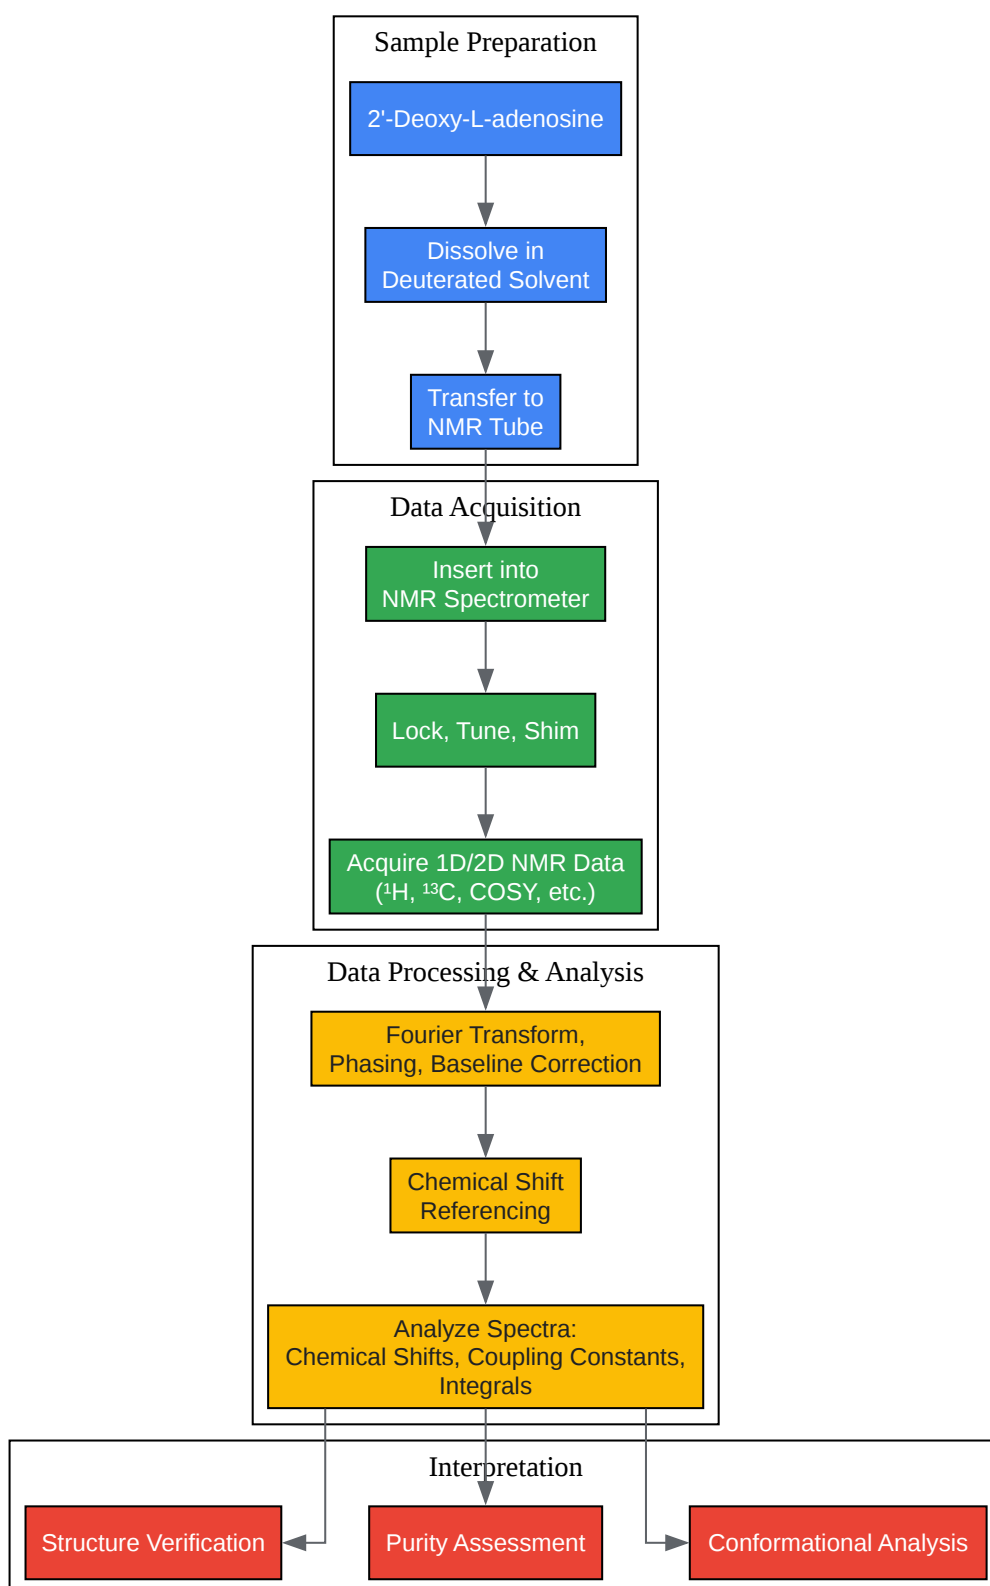 Sample Preparation
2'-Deoxy-L-adenosine
Dissolve in
Deuterated Solvent
Transfer to
NMR Tube
Data Acquisition
Insert into
NMR Spectrometer
Lock, Tune, Shim
Acquire 1D/2D NMR Data
(¹H, ¹³C, COSY, etc.)
Data Processing & Analysis
Fourier Transform,
Phasing, Baseline Correction
Chemical Shift
Referencing
Analyze Spectra:
Chemical Shifts, Coupling Constants,
Integrals
Interpretation
Structure Verification
Purity Assessment
Conformational Analysis